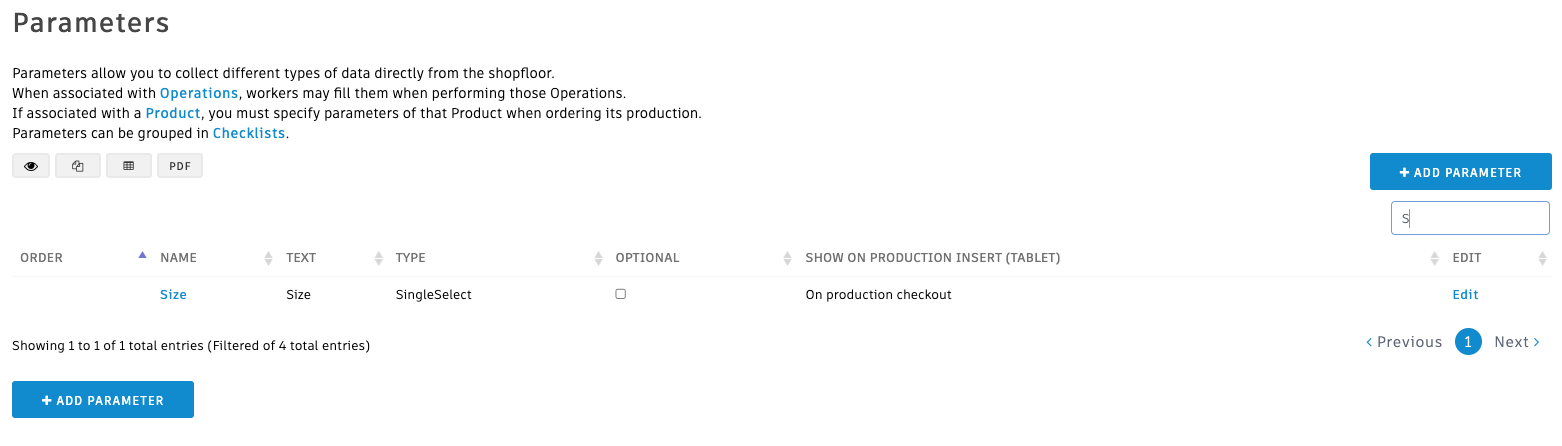 Parameters
Parameters allow you to collect different types of data directly from the shopfloor.
When associated with Operations, workers may fill them when performing those Operations.
If associated with a Product, you must specify parameters of that Product when ordering its production.
Parameters can be grouped in Checklists.
PDF
+ ADD PARAMETER
S
ORDER NAME TEXT TYPE OPTIONAL SHOW ON PRODUCTION INSERT (TABLET) EDIT
Size Size SingleSelect On production checkout Edit
Showing 1 to 1 of 1 total entries (Filtered of 4 total entries)
‹ Previous 1 Next ›
+ ADD PARAMETER